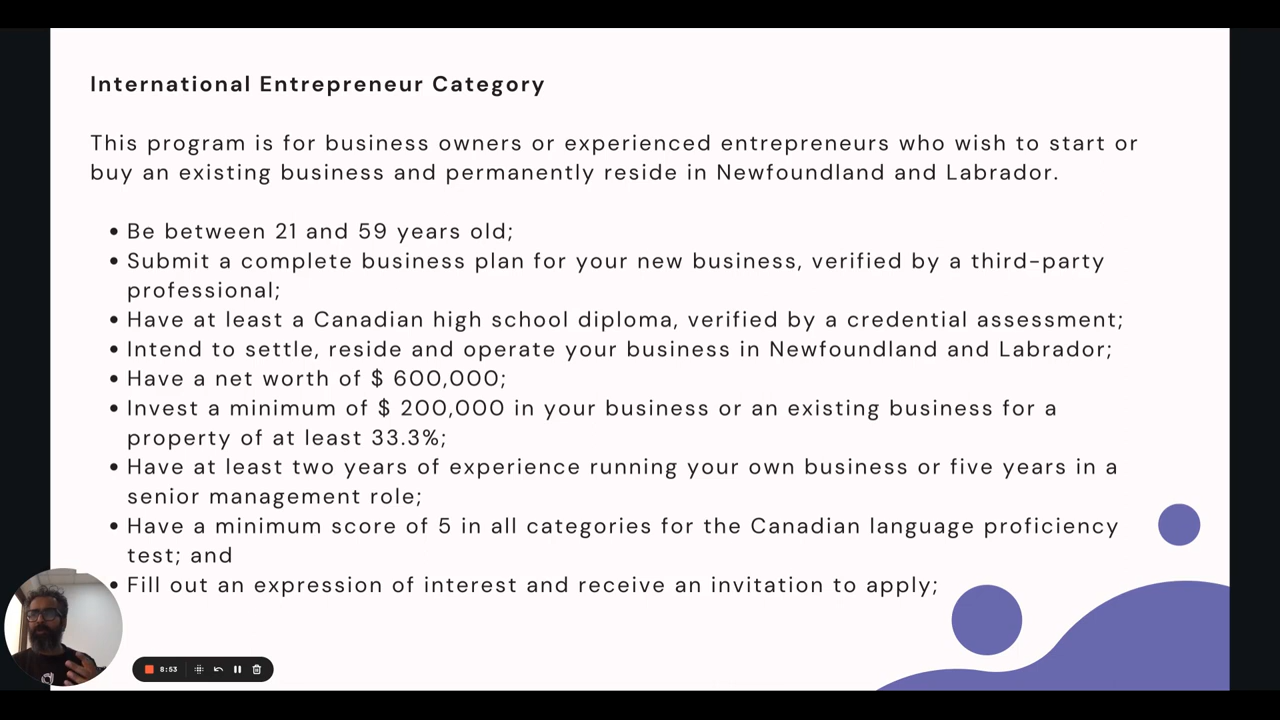 International Entrepreneur Category
This program is for business owners or experienced entrepreneurs who wish to start or
buy an existing business and permanently reside in Newfoundland and Labrador.
• Be between 21 and 59 years old;
• Submit a complete business plan for your new business, verified by a third-party
professional;
• Have at least a Canadian high school diploma, verified by a credential assessment;
• Intend to settle, reside and operate your business in Newfoundland and Labrador;
• Have a net worth of $ 600,000;
• Invest a minimum of $ 200,000 in your business or an existing business for a
property of at least 33.3%;
• Have at least two years of experience running your own business or five years in a
senior management role;
• Have a minimum score of 5 in all categories for the Canadian language proficiency
test; and
• Fill out an expression of interest and receive an invitation to apply;
8:53